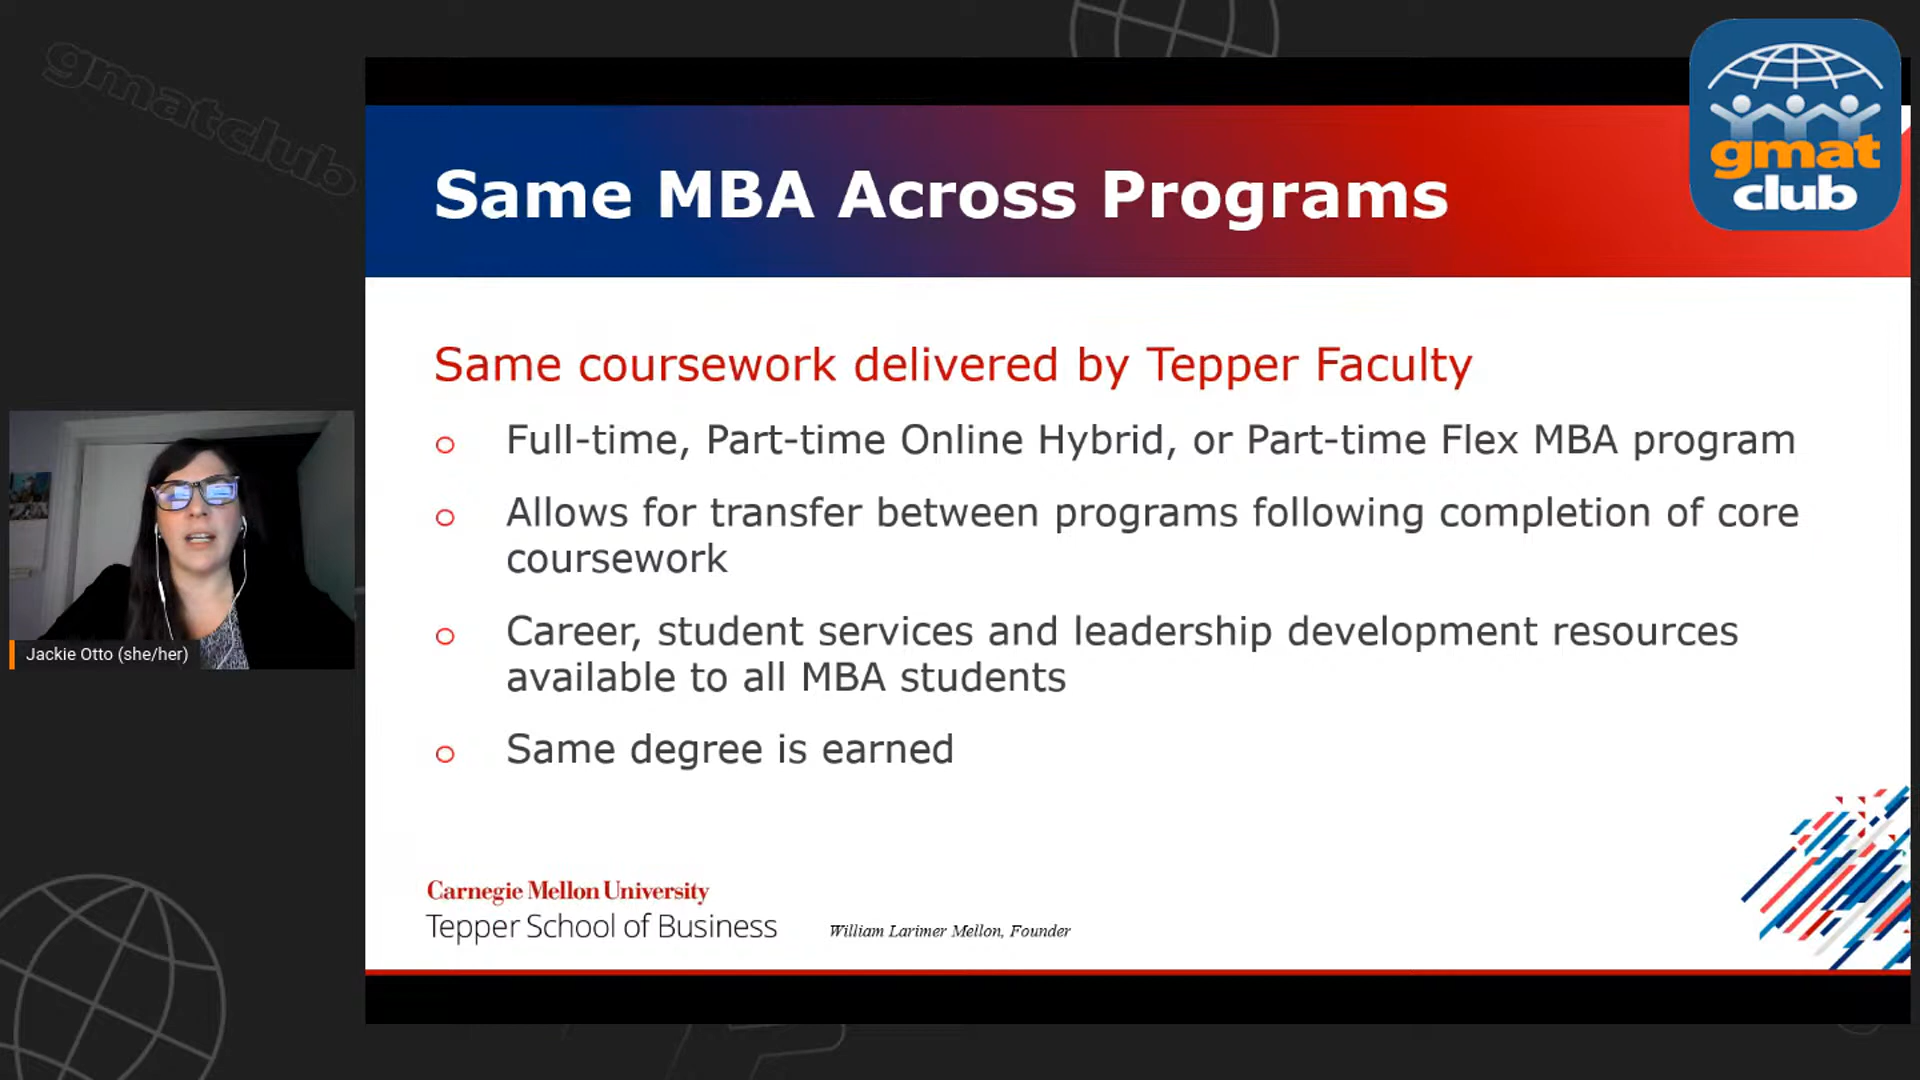 gmatclub
gmat
club
Same MBA Across Programs
Same coursework delivered by Tepper Faculty
Full-time, Part-time Online Hybrid, or Part-time Flex MBA program
Allows for transfer between programs following completion of core
coursework
Career, student services and leadership development resources
available to all MBA students
Same degree is earned
Jackie Otto (she/her)
Carnegie Mellon University
Tepper School of Business
William Larimer Mellon, Founder